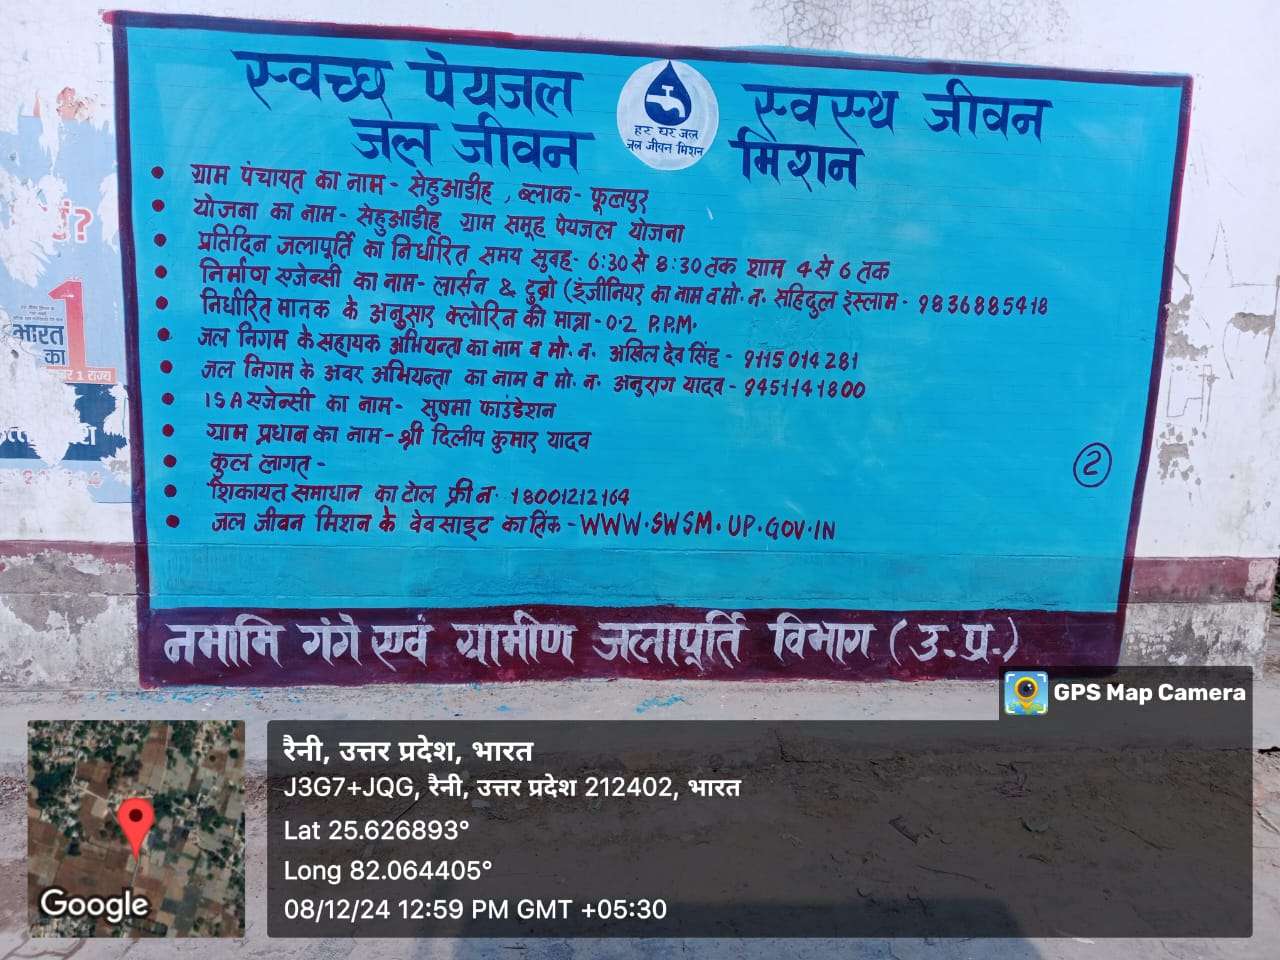 स्वच्छ पेयजल स्वस्थ जीवन
जल जीवन मिशन
हर घर जल
जल जीवन मिशन
• ग्राम पंचायत का नाम - सेहुआडीह , ब्लाक - फूलपुर
• योजना का नाम - सेहुआडीह ग्राम समूह पेयजल योजना
• प्रतिदिन जलापूर्ति का निर्धारित समय सुबह - 6:30 से 8:30 तक शाम 4 से 6 तक
• निर्माण एजेन्सी का नाम - लार्सन & टुब्रो (इंजीनियर का नाम व मो. न. सहिदुल इस्लाम - 9836885418
• निर्धारित मानक के अनुसार क्लोरिन की मात्रा - 0.2 P.P.M.
• जल निगम के सहायक अभियन्ता का नाम व मो. न. अखिल देव सिंह - 9115014281
• जल निगम के अवर अभियन्ता का नाम व मो. न. अनुराग यादव - 9451141800
• ISA एजेन्सी का नाम - सुषमा फाउंडेशन
• ग्राम प्रधान का नाम - श्री दिलीप कुमार यादव
• कुल लागत -
• शिकायत समाधान का टोल फ्री न. 18001212164
• जल जीवन मिशन के वेवसाइट का लिंक - WWW.SWSM.UP.GOV.IN
2
नमामि गंगे एवं ग्रामीण जलापूर्ति विभाग (उ.प्र.)
भारत
का 1
GPS Map Camera
रैनी, उत्तर प्रदेश, भारत
J3G7+JQG, रैनी, उत्तर प्रदेश 212402, भारत
Lat 25.626893°
Long 82.064405°
08/12/24 12:59 PM GMT +05:30
Google